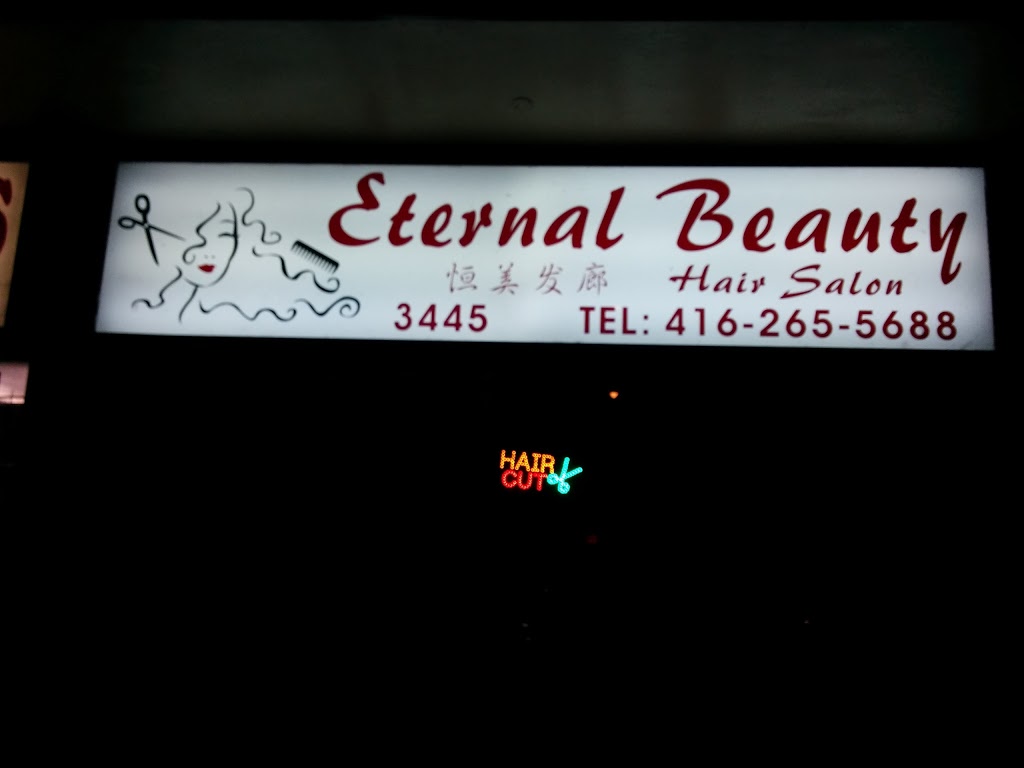 Eternal Beauty
恒美发廊 Hair Salon
3445 TEL: 416-265-5688
HAIR
CUT